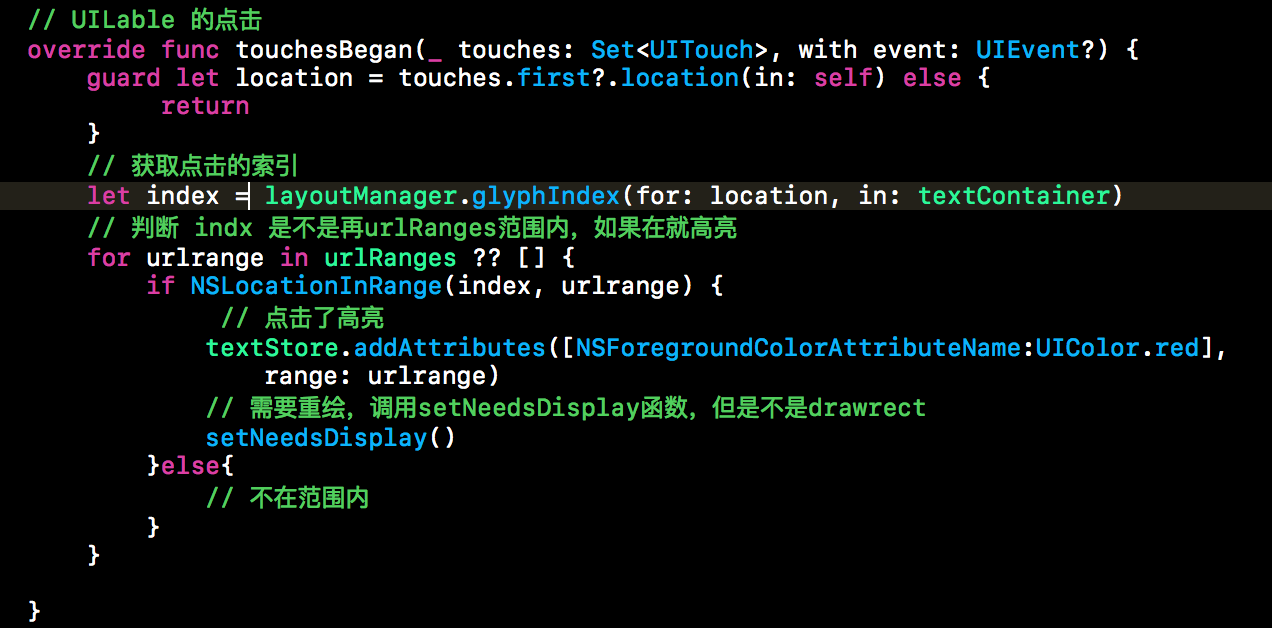 // UILable 的点击
override func touchesBegan(_ touches: Set<UITouch>, with event: UIEvent?) {
    guard let location = touches.first?.location(in: self) else {
         return
    }
    // 获取点击的索引
    let index = layoutManager.glyphIndex(for: location, in: textContainer)
    // 判断 indx 是不是再urlRanges范围内，如果在就高亮
    for urlrange in urlRanges ?? [] {
        if NSLocationInRange(index, urlrange) {
             // 点击了高亮
            textStore.addAttributes([NSForegroundColorAttributeName:UIColor.red],
                range: urlrange)
            // 需要重绘，调用setNeedsDisplay函数，但是不是drawrect
            setNeedsDisplay()
        }else{
            // 不在范围内
        }
    }
}